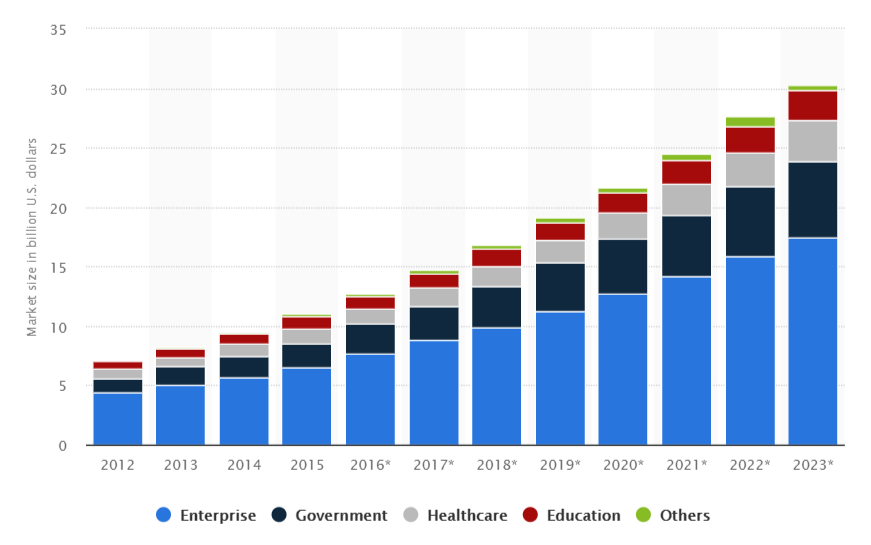 35
30
25
20
15
10
5
0
Market size in billion U.S. dollars
2012 2013 2014 2015 2016* 2017* 2018* 2019* 2020* 2021* 2022* 2023*
Enterprise Government Healthcare Education Others